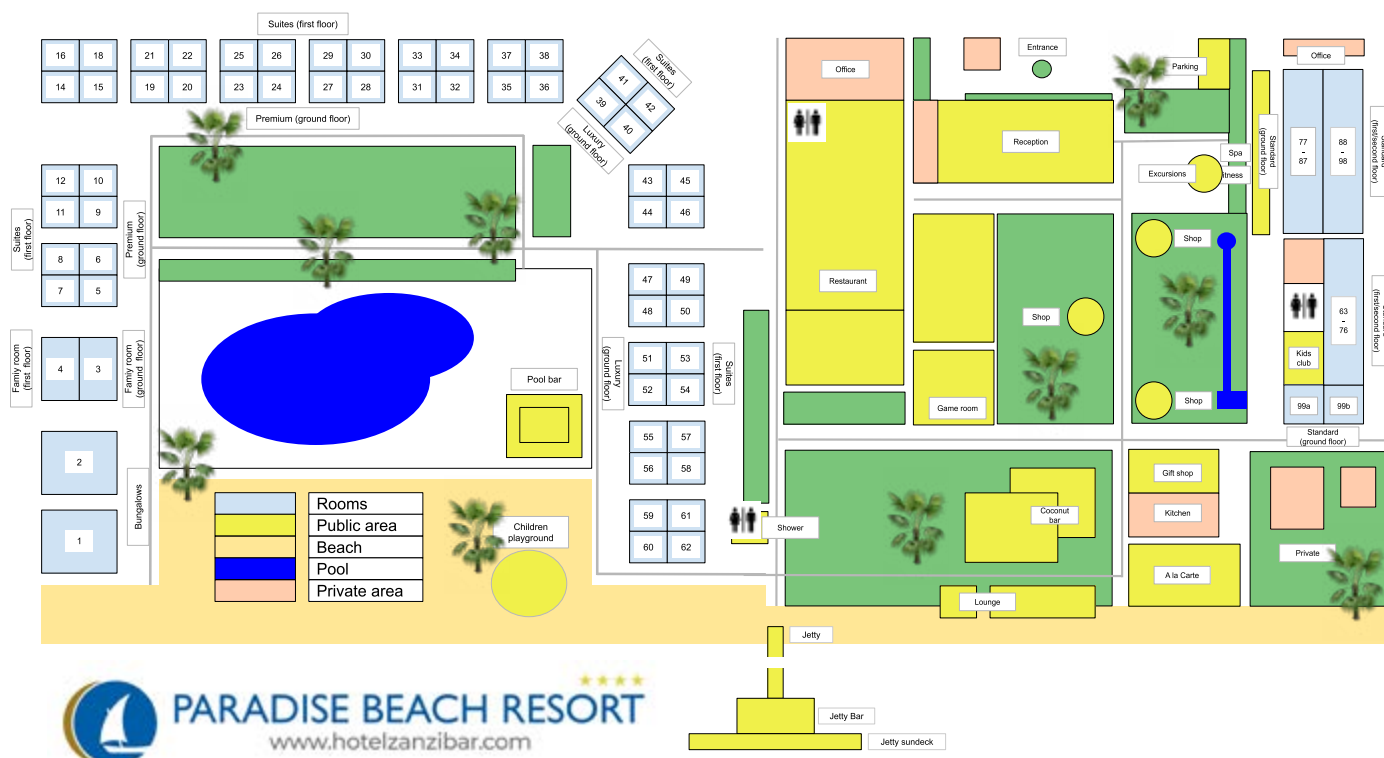 Suites (first floor)
16 18 21 22 25 26 29 30 33 34 37 38
14 15 19 20 23 24 27 28 31 32 35 36
Premium (ground floor)
41
42
39
40
Suites
(first floor)
Luxury
(ground floor)
Office
Entrance
Parking
Office
Reception
Standard
(ground floor)
77
-
87
88
-
98
(first/second floor)
Spa
Excursions
12 10
11 9
8 6
7 5
Suites
(first floor)
Premium
(ground floor)
43 45
44 46
47 49
48 50
51 53
52 54
55 57
56 58
59 61
60 62
Luxury
(ground floor)
Suites
(first floor)
Restaurant
Shop
Shop
Shop
Game room
63
-
76
(first/second floor)
Kids
club
99a 99b
Standard
(ground floor)
Famiy room
(first floor)
4 3
Famiy room
(ground floor)
Pool bar
2
1
Bungalows
Rooms
Public area
Beach
Pool
Private area
Children
playground
Shower
Coconut
bar
Gift shop
Kitchen
A la Carte
Private
Lounge
Jetty
Jetty Bar
Jetty sundeck
PARADISE BEACH RESORT
www.hotelzanzibar.com